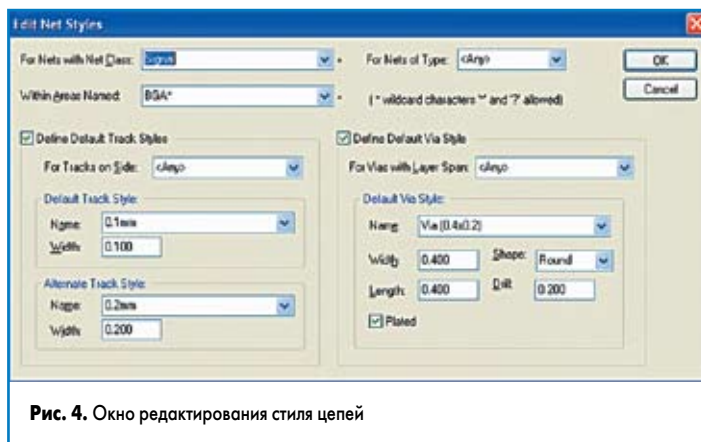 Edit Net Styles
For Nets with Net Class: Signal * For Nets of Type: <Any> OK
Within Areas Named: BGA* * ( * wildcard characters '*' and '?' allowed) Cancel
Define Default Track Styles
For Tracks on Side: <Any>
Default Track Style:
Name: 0.1mm
Width: 0.100
Alternate Track Style:
Name: 0.2mm
Width: 0.200
Define Default Via Style
For Vias with Layer Span: <Any>
Default Via Style:
Name: Via (0.4x0.2)
Width: 0.400 Shape: Round
Length: 0.400 Drill: 0.200
Plated
Рис. 4. Окно редактирования стиля цепей